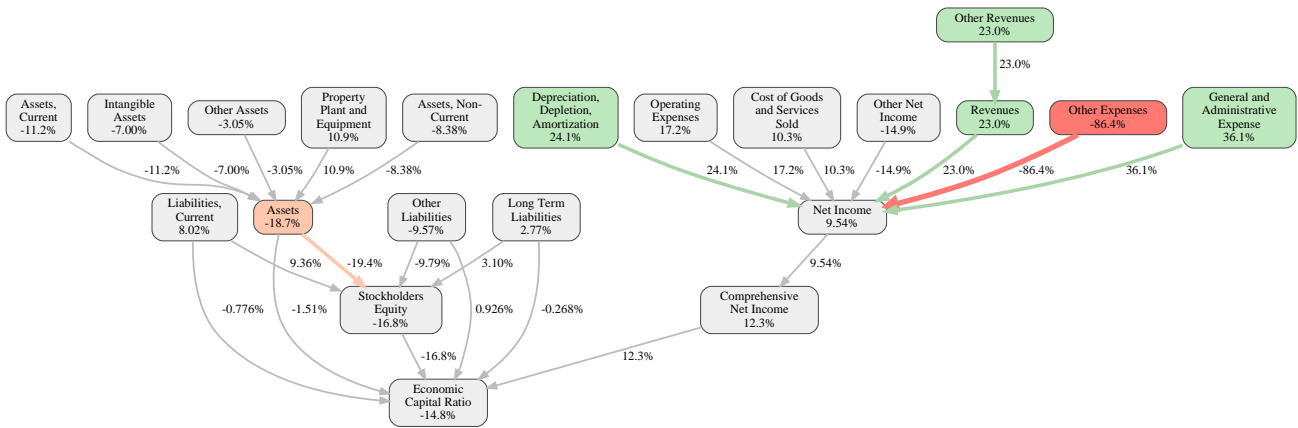 Other Revenues
23.0%
23.0%
Assets,
Current
-11.2%
Intangible
Assets
-7.00%
Other Assets
-3.05%
Property
Plant and
Equipment
10.9%
Assets, Non-
Current
-8.38%
Depreciation,
Depletion,
Amortization
24.1%
Operating
Expenses
17.2%
Cost of Goods
and Services
Sold
10.3%
Other Net
Income
-14.9%
Revenues
23.0%
Other Expenses
-86.4%
General and
Administrative
Expense
36.1%
-11.2%
-7.00%
-3.05%
10.9%
-8.38%
24.1%
17.2%
10.3%
-14.9%
23.0%
-86.4%
36.1%
Liabilities,
Current
8.02%
Assets
-18.7%
Other
Liabilities
-9.57%
Long Term
Liabilities
2.77%
Net Income
9.54%
9.36%
-19.4%
-9.79%
3.10%
9.54%
-0.776%
-1.51%
Stockholders
Equity
-16.8%
0.926%
-0.268%
Comprehensive
Net Income
12.3%
-16.8%
12.3%
Economic
Capital Ratio
-14.8%